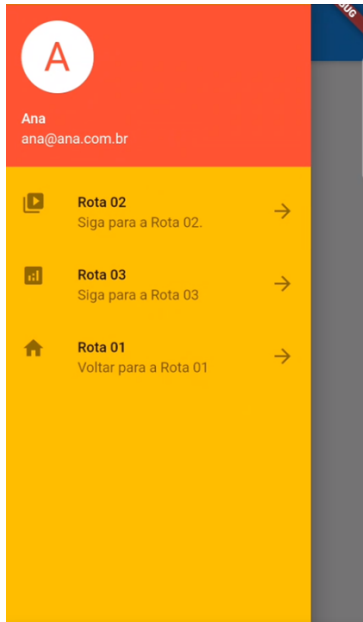 A
Ana
ana@ana.com.br
Rota 02
Siga para a Rota 02.
Rota 03
Siga para a Rota 03
Rota 01
Voltar para a Rota 01